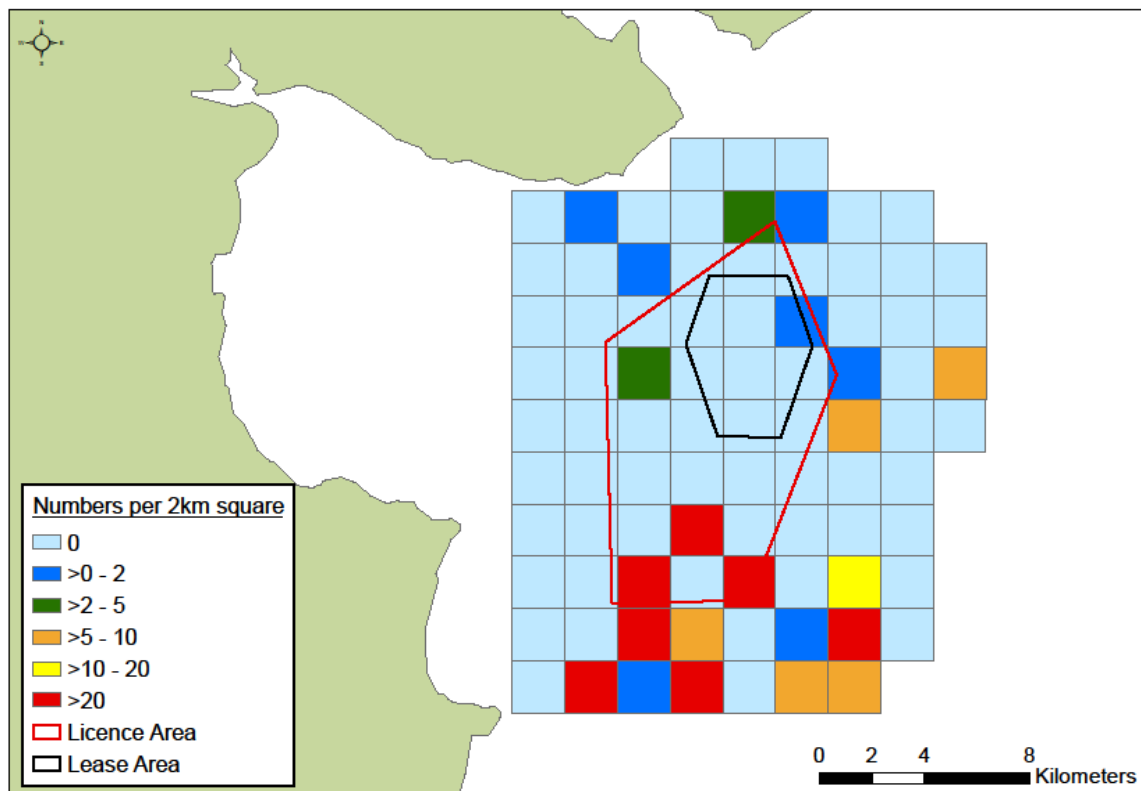 N
E
S
Numbers per 2km square
0
>0 - 2
>2 - 5
>5 - 10
>10 - 20
>20
Licence Area
Lease Area
0 2 4 8
Kilometers